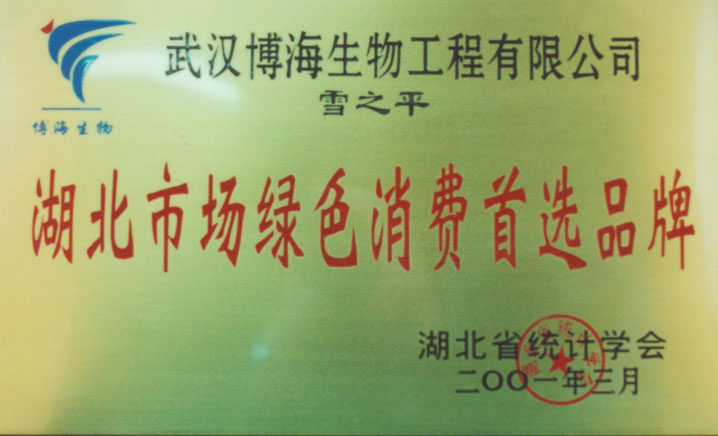 武汉博海生物工程有限公司
雪之平
博海生物
湖北市场绿色消费首选品牌
湖北省统计学会
二〇〇一年三月